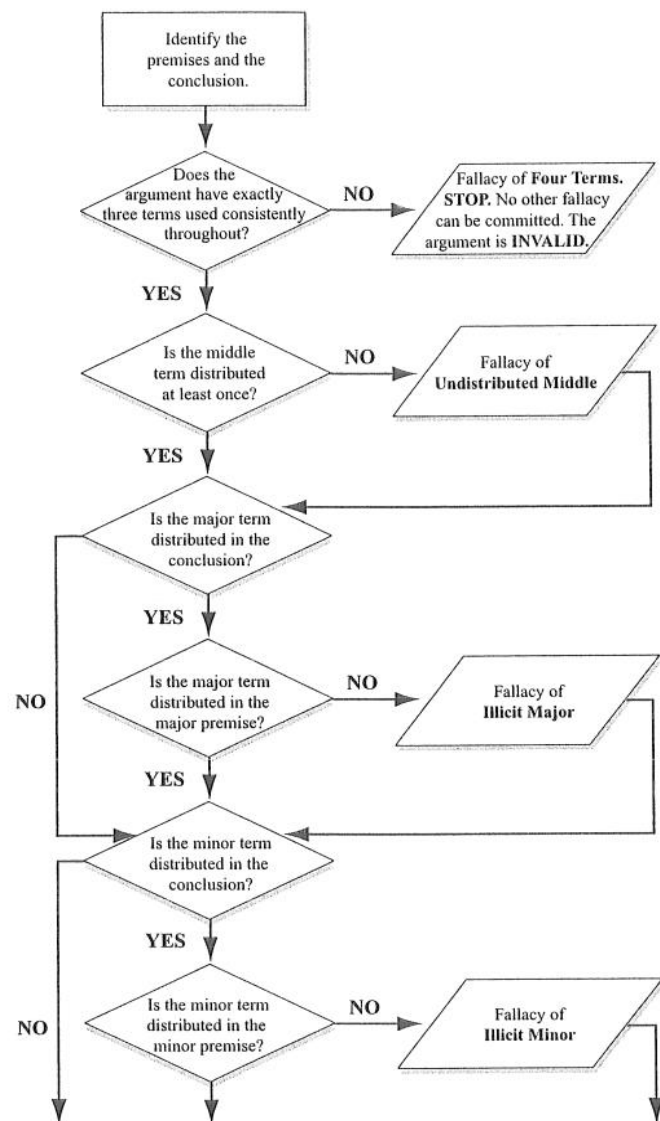 Identify the
premises and the
conclusion.
Does the
argument have exactly
three terms used consistently
throughout?
NO
Fallacy of Four Terms.
STOP. No other fallacy
can be committed. The
argument is INVALID.
YES
Is the middle
term distributed
at least once?
NO
Fallacy of
Undistributed Middle
YES
Is the major term
distributed in the
conclusion?
YES
NO
Is the major term
distributed in the
major premise?
NO
Fallacy of
Illicit Major
YES
Is the minor term
distributed in the
conclusion?
YES
NO
Is the minor term
distributed in the
minor premise?
NO
Fallacy of
Illicit Minor